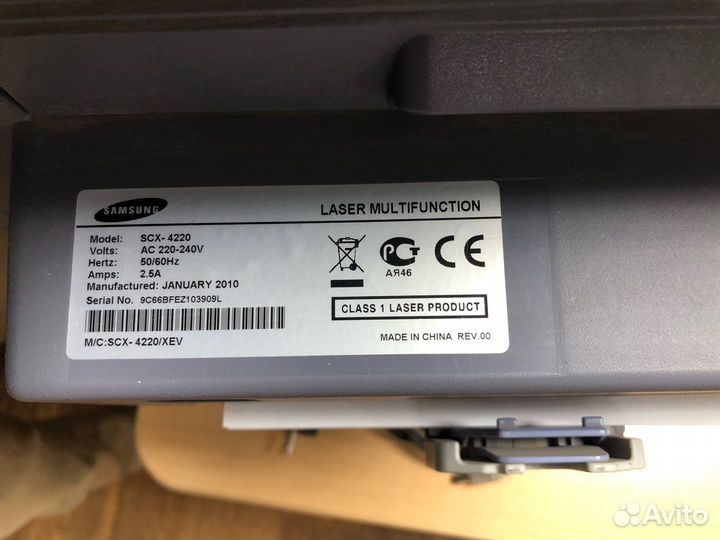 SAMSUNG
LASER MULTIFUNCTION
Model: SCX- 4220
Volts: AC 220-240V
Hertz: 50/60Hz
Amps: 2.5A
Manufactured: JANUARY 2010
Serial No. 9C66BFEZ103909L
M/C:SCX- 4220/XEV
РСТ
АЯ46
CE
CLASS 1 LASER PRODUCT
MADE IN CHINA REV.00
Avito